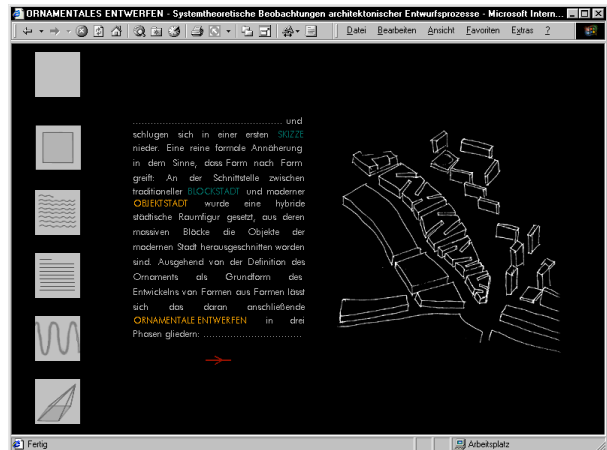 ORNAMENTALES ENTWERFEN - Systemtheoretische Beobachtungen architektonischer Entwurfsprozesse - Microsoft Intern...
Datei Bearbeiten Ansicht Favoriten Extras ?
................................................ und
schlugen sich in einer ersten SKIZZE
nieder. Eine reine formale Annäherung
in dem Sinne, dass Form nach Form
greift: An der Schnittstelle zwischen
traditioneller BLOCKSTADT und moderner
OBJEKTSTADT wurde eine hybride
städtische Raumfigur gesetzt, aus deren
massiven Blöcke die Objekte der
modernen Stadt herausgeschnitten worden
sind. Ausgehend von der Definition des
Ornaments als Grundform des
Entwickelns von Formen aus Formen lässt
sich das daran anschließende
ORNAMENTALE ENTWERFEN in drei
Phasen gliedern: ................................
Fertig
Arbeitsplatz